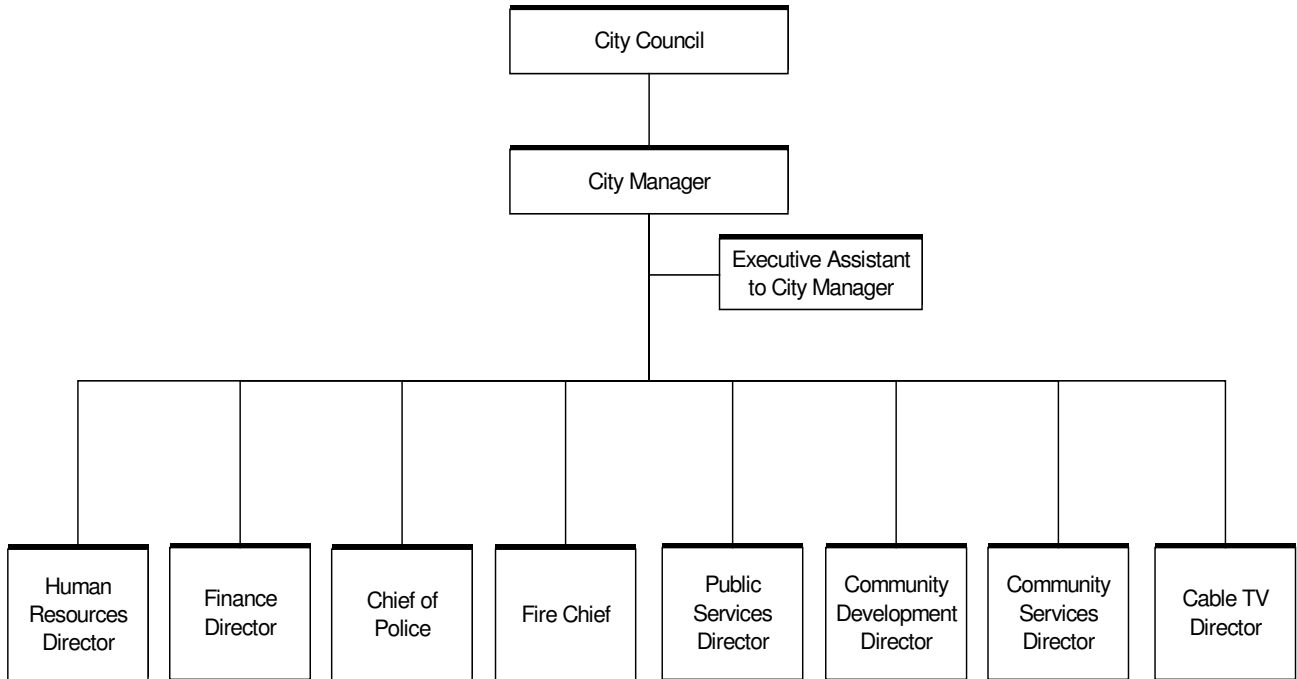 City Council
City Manager
Executive Assistant
to City Manager
Human
Resources
Director
Finance
Director
Chief of
Police
Fire Chief
Public
Services
Director
Community
Development
Director
Community
Services
Director
Cable TV
Director